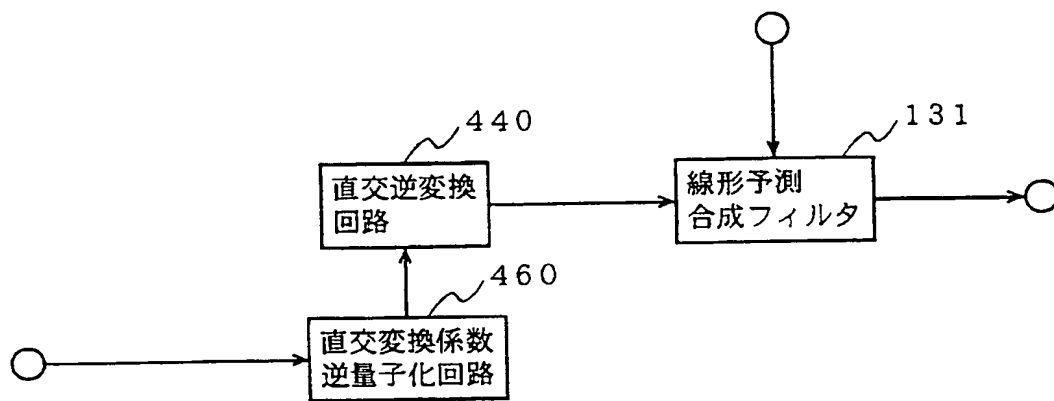 440
直交逆変換
回路
131
線形予測
合成フィルタ
460
直交変換係数
逆量子化回路